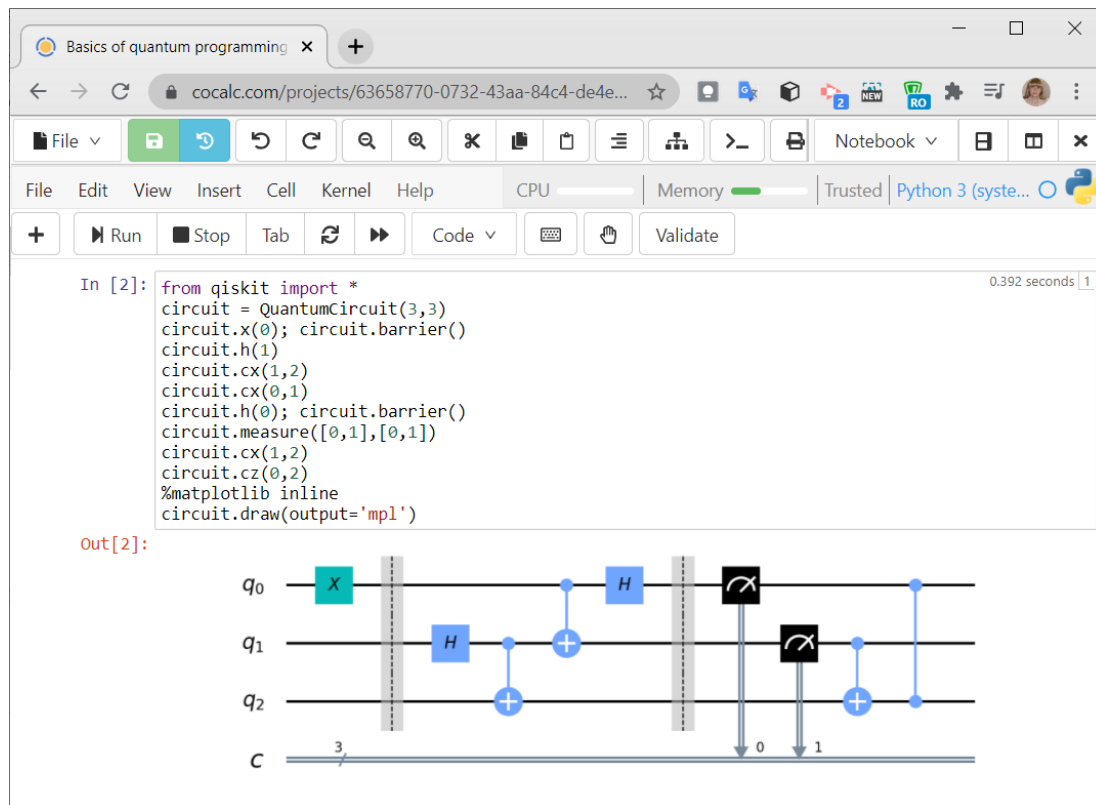 Basics of quantum programming
cocalc.com/projects/63658770-0732-43aa-84c4-de4e...
2 NEW RO
File Notebook
File Edit View Insert Cell Kernel Help CPU Memory Trusted Python 3 (syste...
Run Stop Tab Code Validate
In [2]: from qiskit import * 0.392 seconds 1
circuit = QuantumCircuit(3,3)
circuit.x(0); circuit.barrier()
circuit.h(1)
circuit.cx(1,2)
circuit.cx(0,1)
circuit.h(0); circuit.barrier()
circuit.measure([0,1],[0,1])
circuit.cx(1,2)
circuit.cz(0,2)
%matplotlib inline
circuit.draw(output='mpl')
Out[2]:
q0 X H
q1 H
q2
c 3 0 1